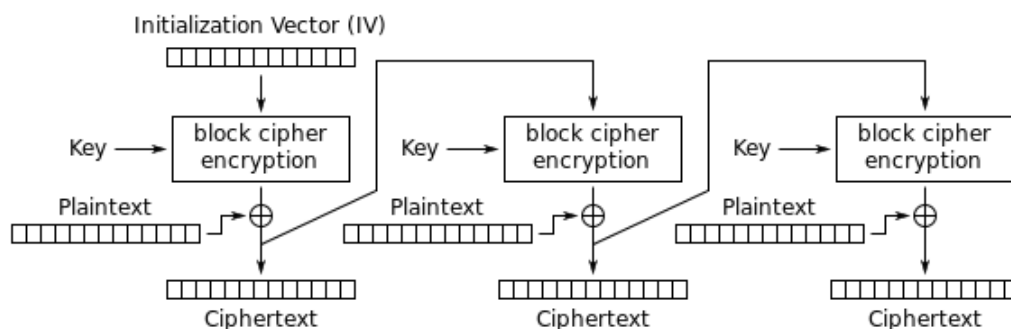 Initialization Vector (IV)
Key
block cipher
encryption
Key
block cipher
encryption
Key
block cipher
encryption
Plaintext
Plaintext
Plaintext
Ciphertext
Ciphertext
Ciphertext